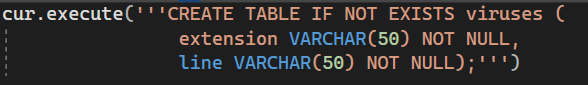 cur.execute('''CREATE TABLE IF NOT EXISTS viruses (
extension VARCHAR(50) NOT NULL,
line VARCHAR(50) NOT NULL);''')